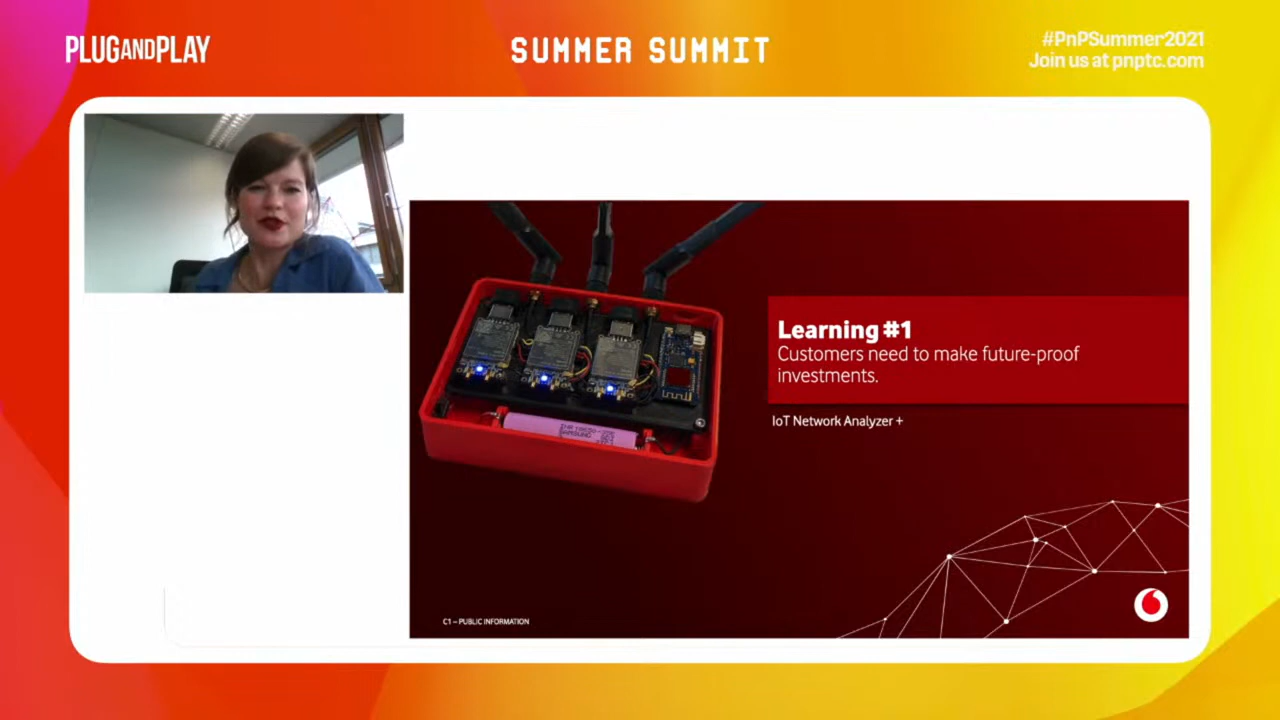 PLUGANDPLAY
SUMMER SUMMIT
#PnPSummer2021
Join us at pnptc.com
Learning #1
Customers need to make future-proof
investments.
IoT Network Analyzer +
SAMSUNG
C1 – PUBLIC INFORMATION